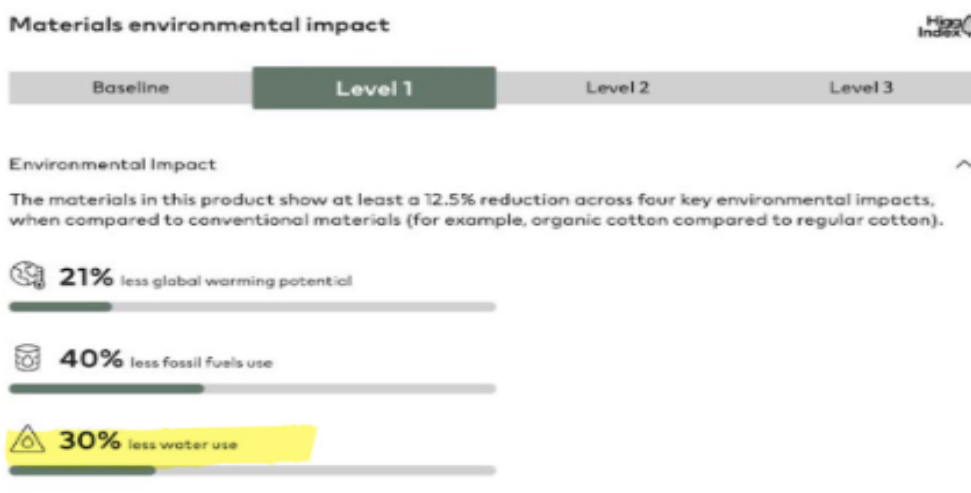 Materials environmental impact
Higg
Index
Baseline Level 1 Level 2 Level 3
Environmental Impact
The materials in this product show at least a 12.5% reduction across four key environmental impacts,
when compared to conventional materials (for example, organic cotton compared to regular cotton).
21% less global warming potential
40% less fossil fuels use
30% less water use